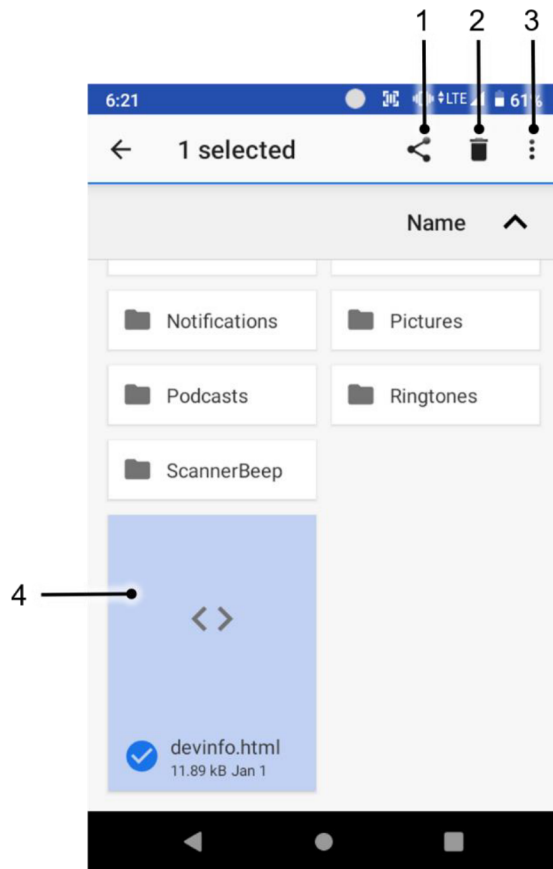 1 2 3
6:21 LTE 61%
1 selected
Name
Notifications Pictures
Podcasts Ringtones
ScannerBeep
4
devinfo.html
11.89 kB Jan 1